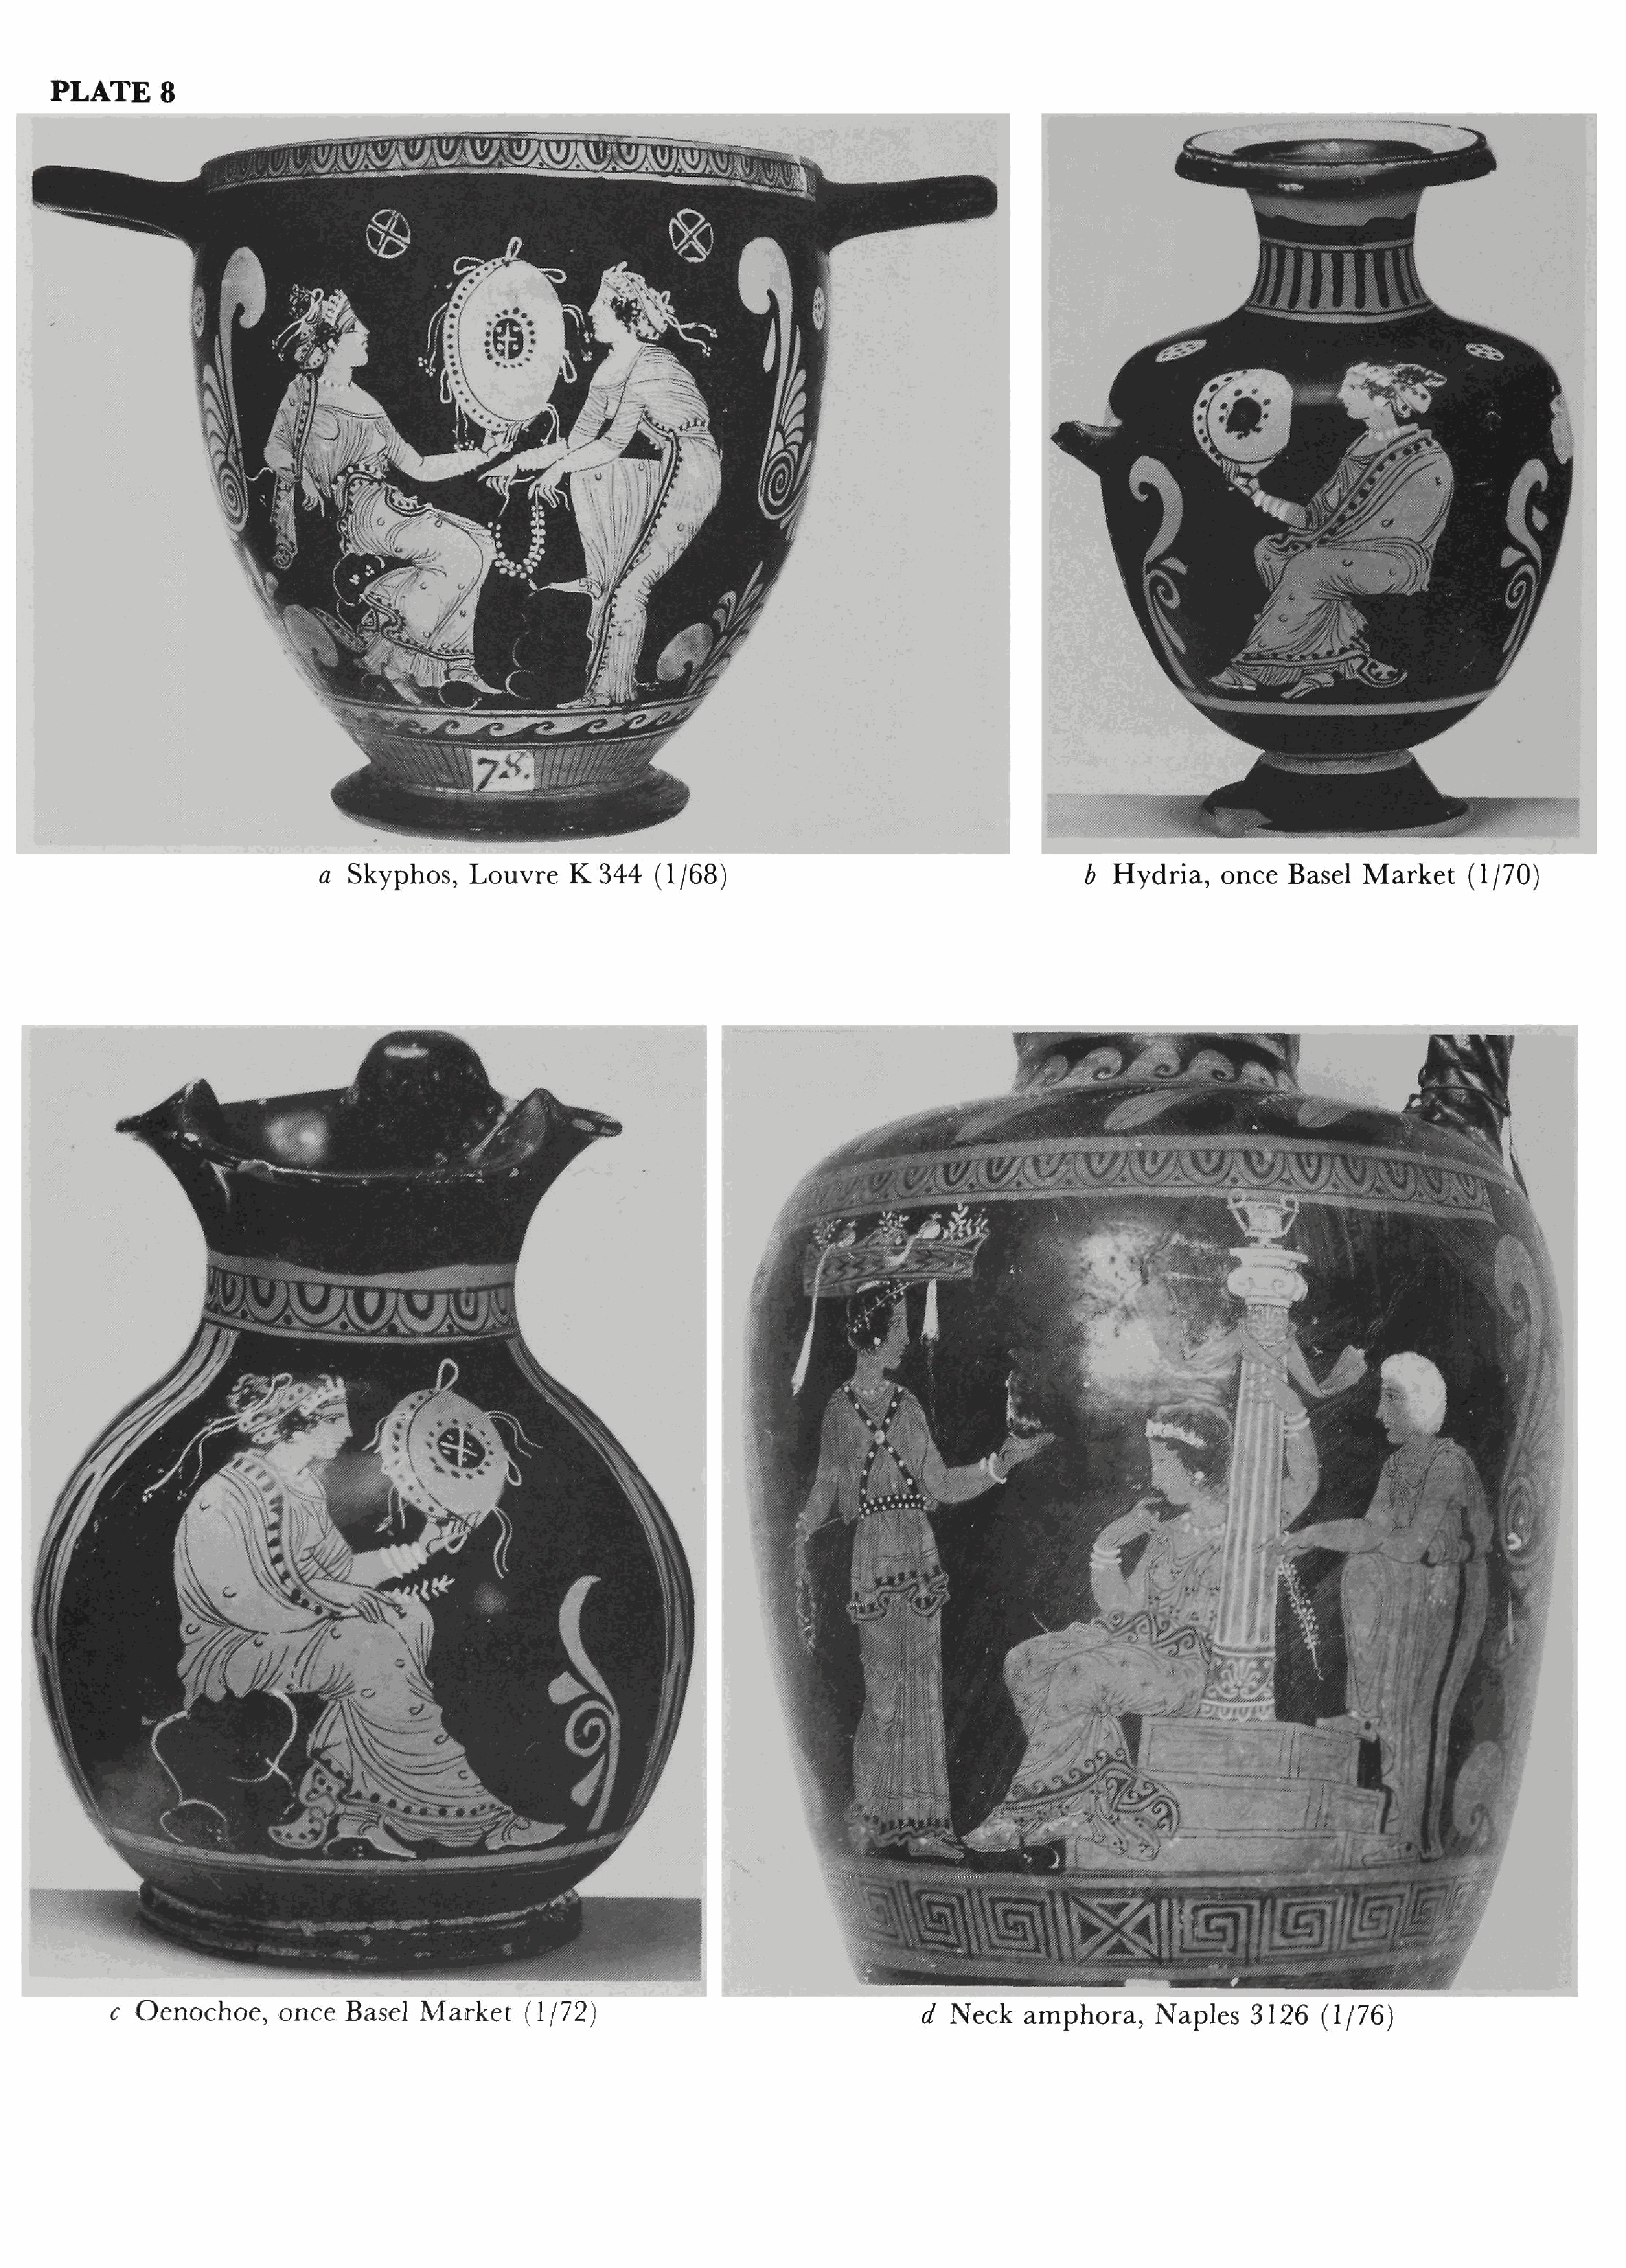 PLATE 8
78.
a Skyphos, Louvre K 344 (1/68)
b Hydria, once Basel Market (1/70)
c Oenochoe, once Basel Market (1/72)
d Neck amphora, Naples 3126 (1/76)